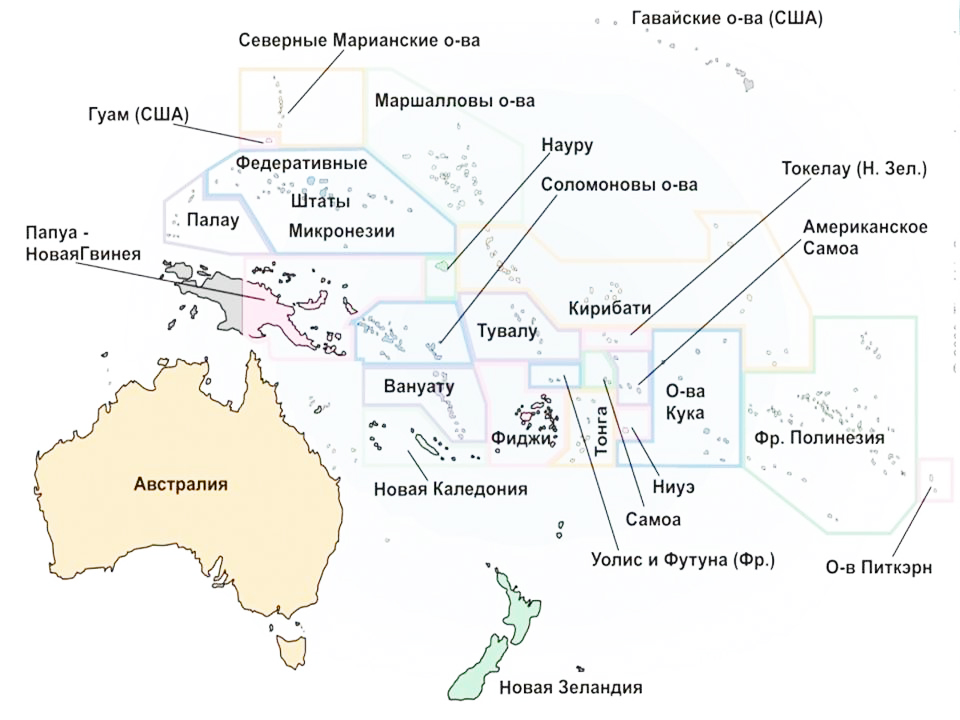 Гавайские о-ва (США)
Северные Марианские о-ва
Маршалловы о-ва
Гуам (США)
Науру
Федеративные
Штаты
Микронезии
Токелау (Н. Зел.)
Соломоновы о-ва
Палау
Американское
Самоа
Папуа -
НоваяГвинея
Кирибати
Тувалу
Вануату
О-ва
Кука
Тонга
Фиджи
Фр. Полинезия
Австралия
Новая Каледония
Ниуэ
Самоа
Уолис и Футуна (Фр.)
О-в Питкэрн
Новая Зеландия